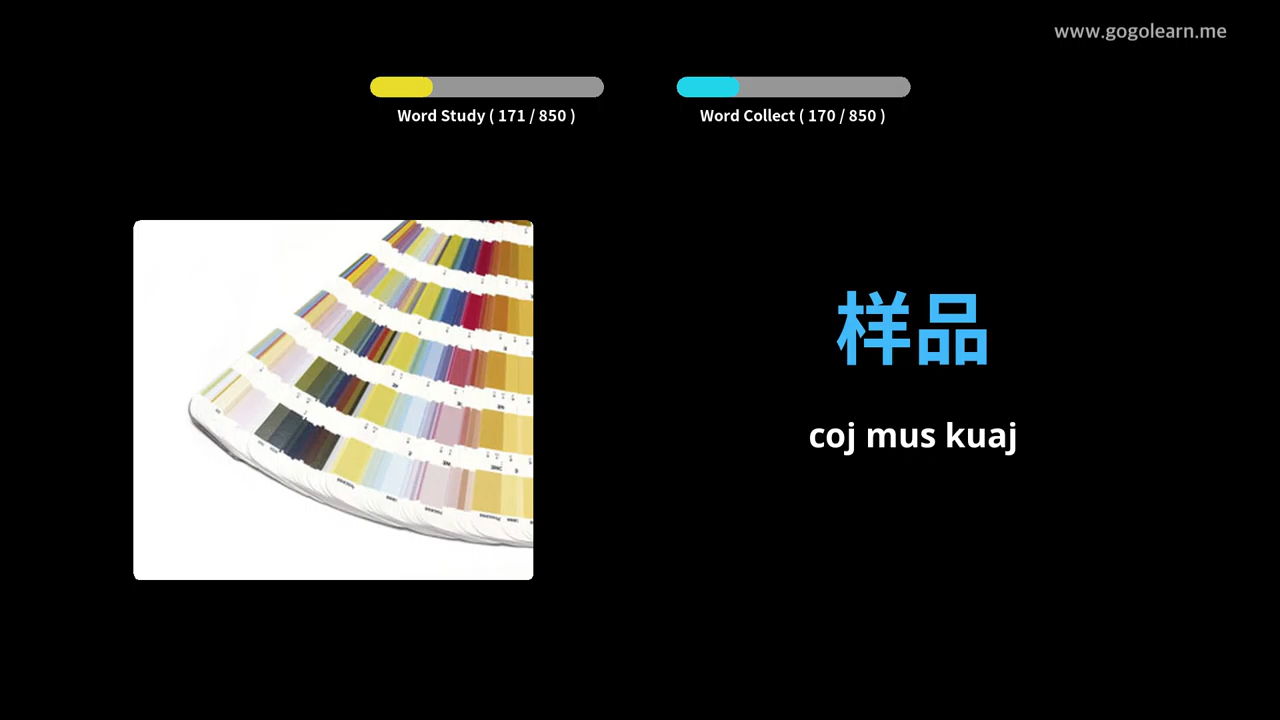 www.gogolearn.me
Word Study ( 171 / 850 )
Word Collect ( 170 / 850 )
样品
coj mus kuaj